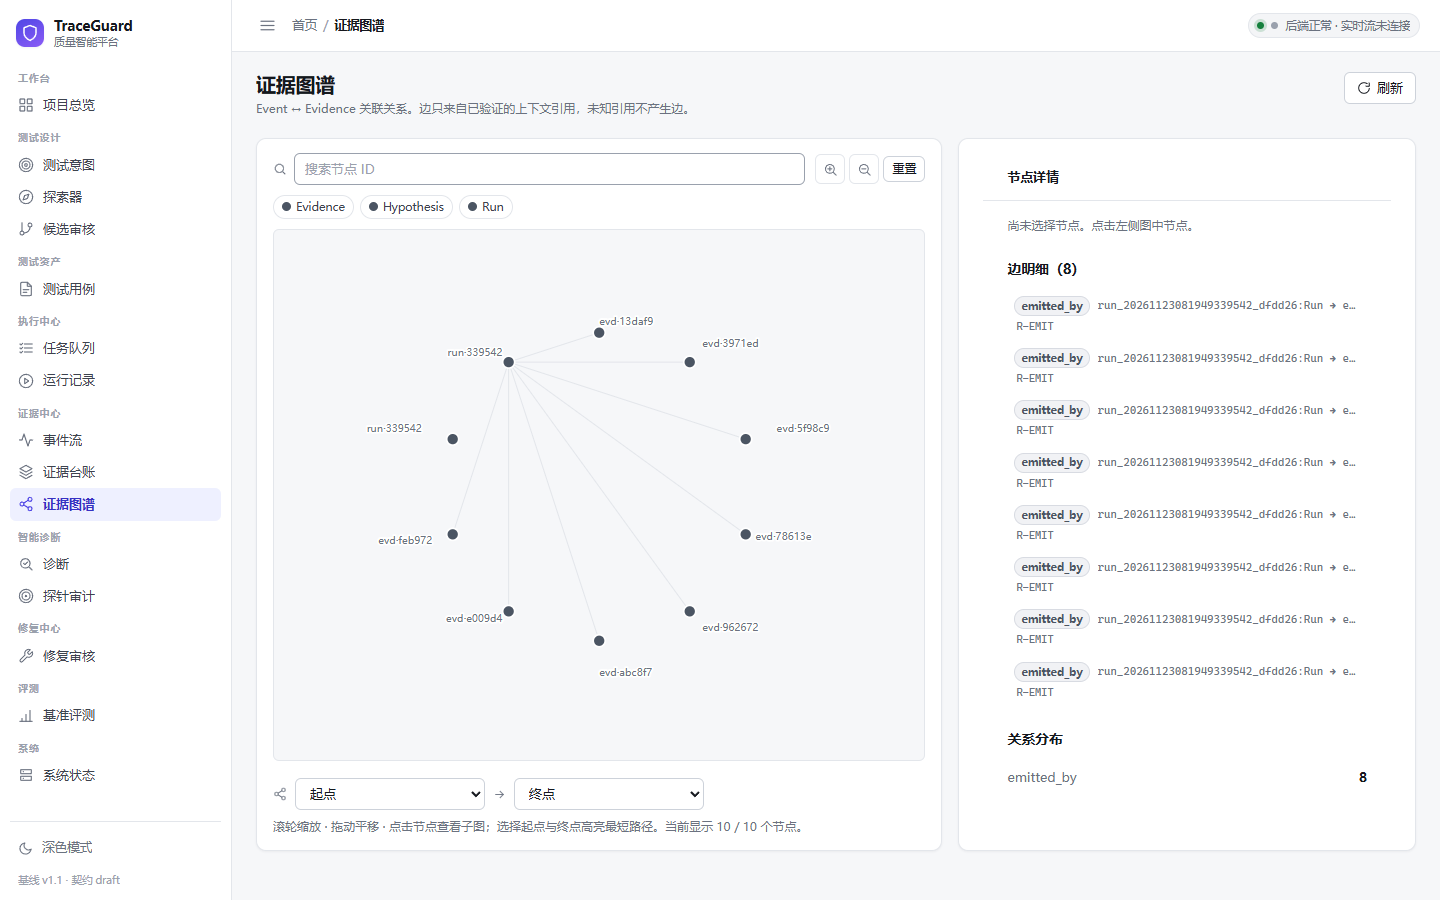 TraceGuard
质量智能平台
工作台
项目总览
测试设计
测试意图
探索器
候选审核
测试资产
测试用例
执行中心
任务队列
运行记录
证据中心
事件流
证据台账
证据图谱
智能诊断
诊断
探针审计
修复中心
修复审核
评测
基准评测
系统
系统状态
深色模式
基线 v1.1 · 契约 draft
首页 / 证据图谱
后端正常 · 实时流未连接
证据图谱
Event ↔ Evidence 关联关系。边只来自已验证的上下文引用，未知引用不产生边。
刷新
搜索节点 ID
重置
Evidence
Hypothesis
Run
evd·13daf9
run·339542
evd·3971ed
run·339542
evd·5f98c9
evd·feb972
evd·78613e
evd·e009d4
evd·962672
evd·abc8f7
起点
→
终点
滚轮缩放 · 拖动平移 · 点击节点查看子图；选择起点与终点高亮最短路径。当前显示 10 / 10 个节点。
节点详情
尚未选择节点。点击左侧图中节点。
边明细（8）
emitted_by run_20261123081949339542_dfdd26:Run → e…
R-EMIT
emitted_by run_20261123081949339542_dfdd26:Run → e…
R-EMIT
emitted_by run_20261123081949339542_dfdd26:Run → e…
R-EMIT
emitted_by run_20261123081949339542_dfdd26:Run → e…
R-EMIT
emitted_by run_20261123081949339542_dfdd26:Run → e…
R-EMIT
emitted_by run_20261123081949339542_dfdd26:Run → e…
R-EMIT
emitted_by run_20261123081949339542_dfdd26:Run → e…
R-EMIT
emitted_by run_20261123081949339542_dfdd26:Run → e…
R-EMIT
关系分布
emitted_by 8